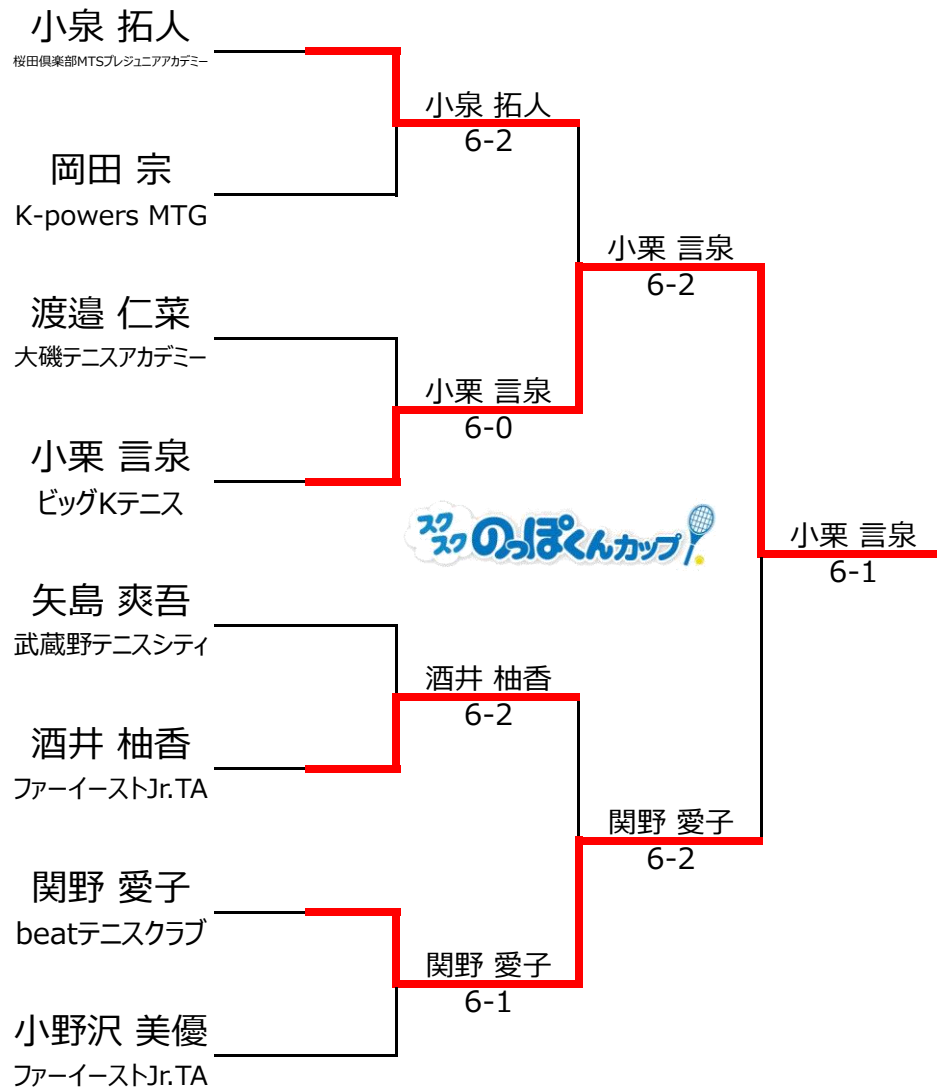 小泉 拓人
桜田倶楽部MTSプレジュニアアカデミー
小泉 拓人
6-2
岡田 宗
K-powers MTG
小栗 言泉
6-2
渡邉 仁菜
大磯テニスアカデミー
小栗 言泉
6-0
小栗 言泉
ビッグKテニス
スクスク のっぽくんカップ
小栗 言泉
6-1
矢島 爽吾
武蔵野テニスシティ
酒井 柚香
6-2
酒井 柚香
ファーイーストJr.TA
関野 愛子
6-2
関野 愛子
beatテニスクラブ
関野 愛子
6-1
小野沢 美優
ファーイーストJr.TA